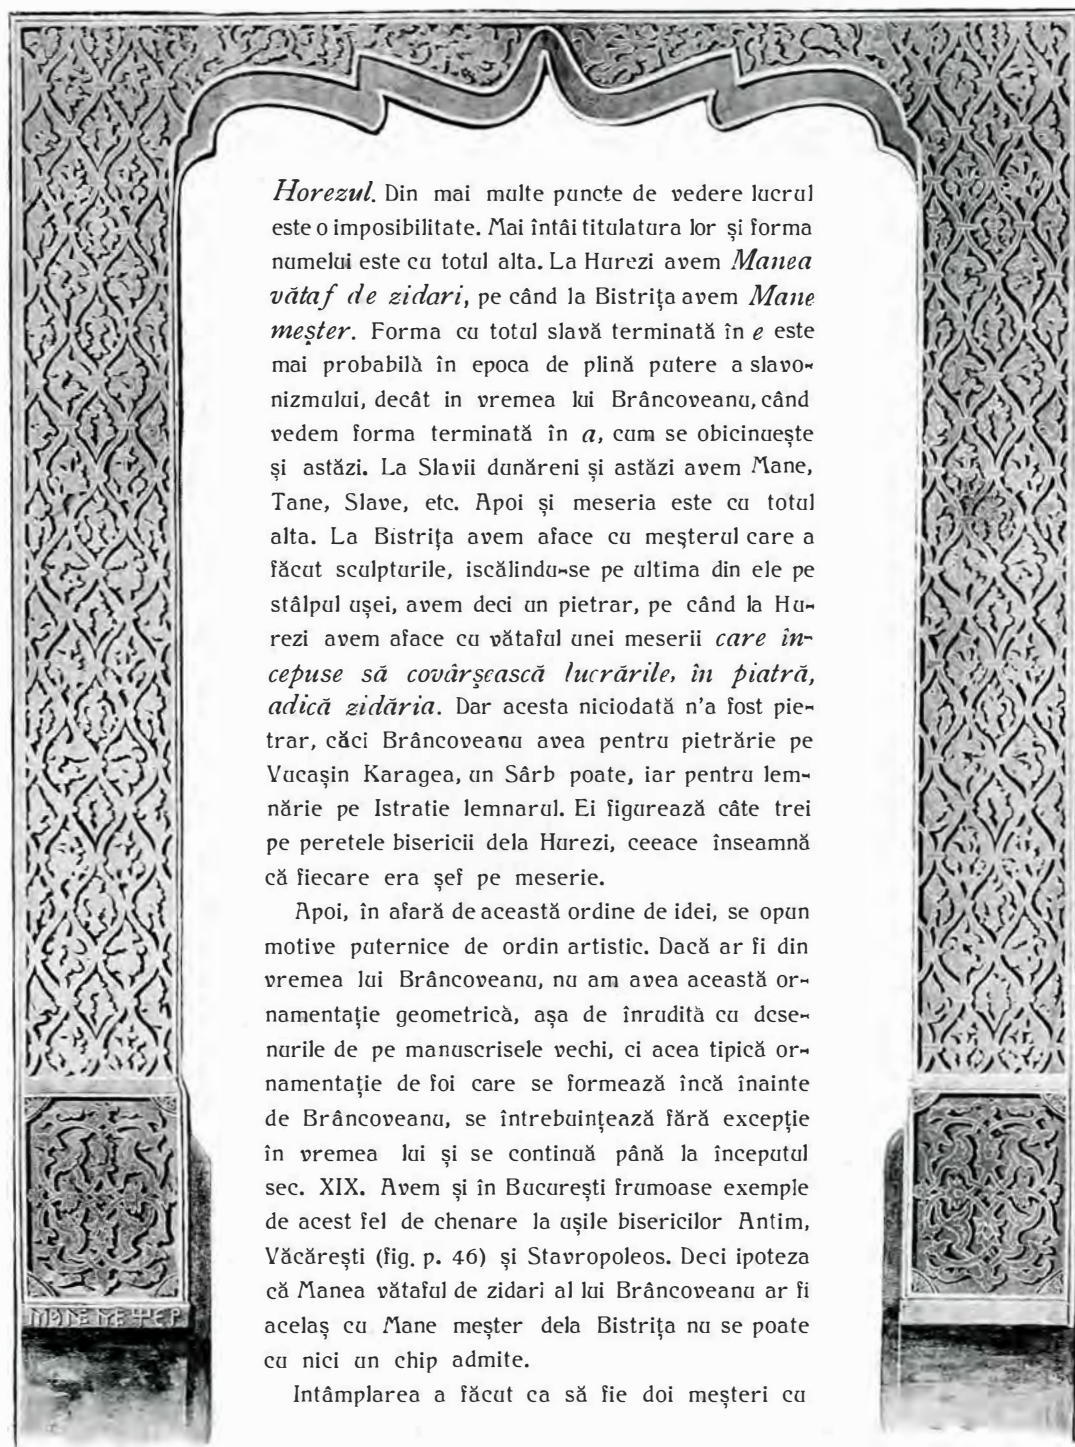 Horezul. Din mai multe puncte de vedere lucrul
este o imposibilitate. Mai întâi titulatura lor și forma
numelui este cu totul alta. La Hurezi avem Manea
vătaf de zidari, pe când la Bistrița avem Mane
meșter. Forma cu totul slavă terminată în e este
mai probabilà în epoca de plină putere a slavo-
nizmului, decât in vremea lui Brâncoveanu, când
vedem forma terminată în a, cum se obicinuește
și astăzi. La Slavii dunăreni și astăzi avem Mane,
Tane, Slave, etc. Apoi și meseria este cu totul
alta. La Bistrița avem aface cu meșterul care a
făcut sculpturile, iscălindu-se pe ultima din ele pe
stâlpul ușei, avem deci un pietrar, pe când la Hu-
rezi avem aface cu vătaful unei meserii care în-
cepuse să covârșească lucrările, în piatră,
adică zidăria. Dar acesta niciodată n'a fost pie-
trar, căci Brâncoveanu avea pentru pietrărie pe
Vucașin Karagea, un Sârb poate, iar pentru lem-
nărie pe Istratie lemnarul. Ei figurează câte trei
pe peretele bisericii dela Hurezi, ceeace înseamnă
că fiecare era șef pe meserie.
Apoi, în afară de această ordine de idei, se opun
motive puternice de ordin artistic. Dacă ar fi din
vremea lui Brâncoveanu, nu am avea această or-
namentație geometrică, așa de înrudită cu dese-
nurile de pe manuscrisele vechi, ci acea tipică or-
namentație de foi care se formează încă înainte
de Brâncoveanu, se întrebuințează fără excepție
în vremea lui și se continuă până la începutul
sec. XIX. Avem și în București frumoase exemple
de acest fel de chenare la ușile bisericilor Antim,
Văcărești (fig. p. 46) și Stavropoleos. Deci ipoteza
că Manea vătaful de zidari al lui Brâncoveanu ar fi
acelaș cu Mane meșter dela Bistrița nu se poate
cu nici un chip admite.
Intâmplarea a făcut ca să fie doi meșteri cu